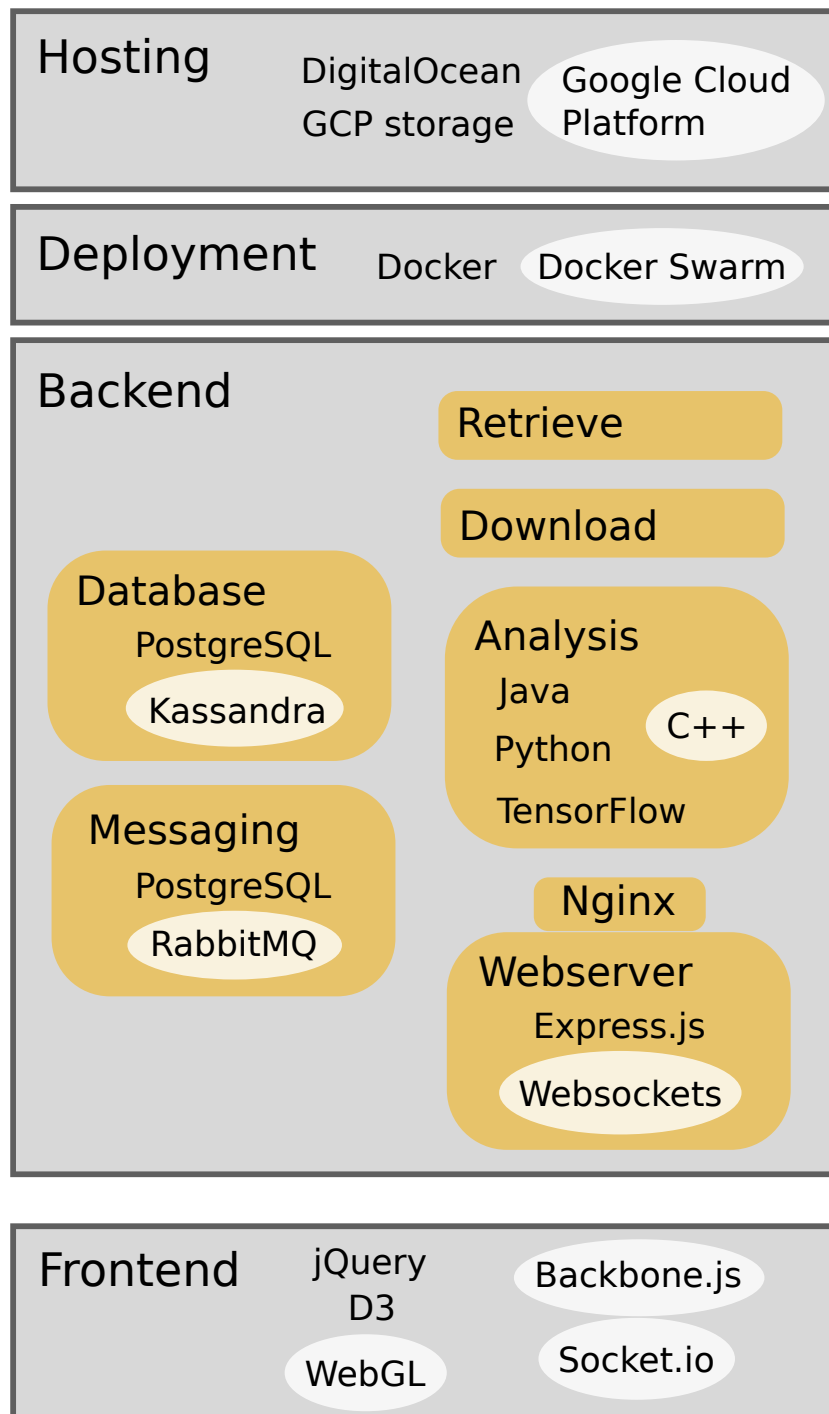 Hosting
DigitalOcean
GCP storage
Google Cloud
Platform
Deployment
Docker
Docker Swarm
Backend
Retrieve
Download
Database
PostgreSQL
Kassandra
Analysis
Java
Python
C++
TensorFlow
Messaging
PostgreSQL
RabbitMQ
Nginx
Webserver
Express.js
Websockets
Frontend
jQuery
D3
WebGL
Backbone.js
Socket.io